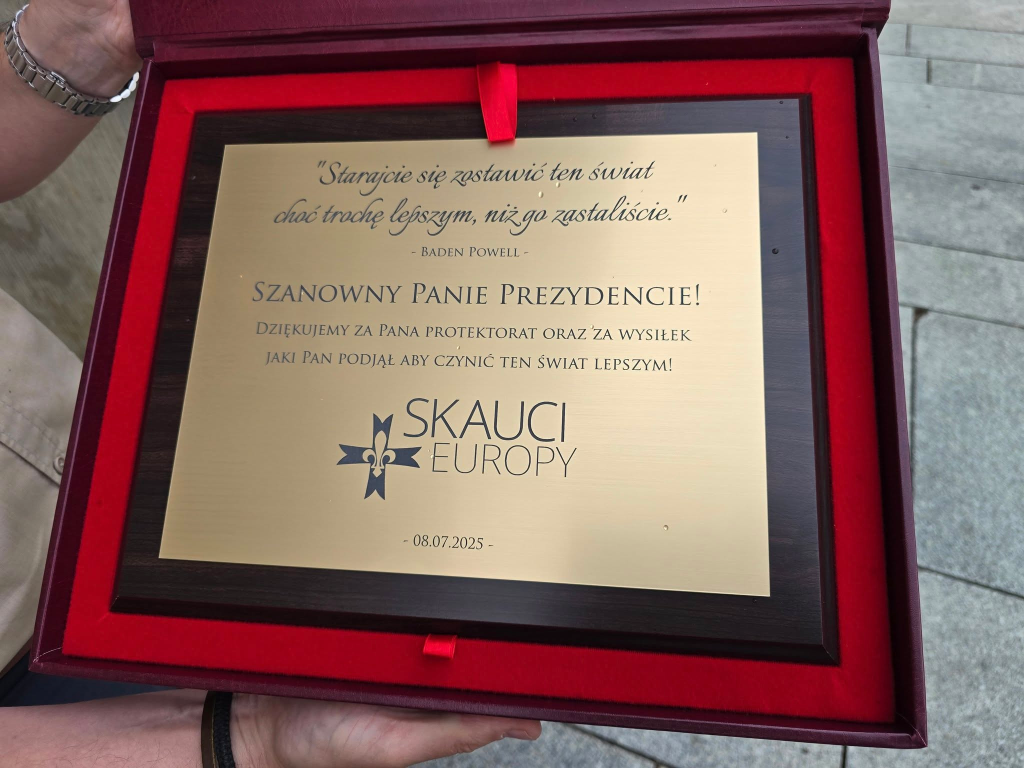 "Starajcie się zostawić ten świat
choć trochę lepszym, niż go zastaliście."
- Baden Powell -
Szanowny Panie Prezydencie!
Dziękujemy za Pana protektorat oraz za wysiłek
jaki Pan podjął aby czynić ten świat lepszym!
SKAUCI
EUROPY
- 08.07.2025 -